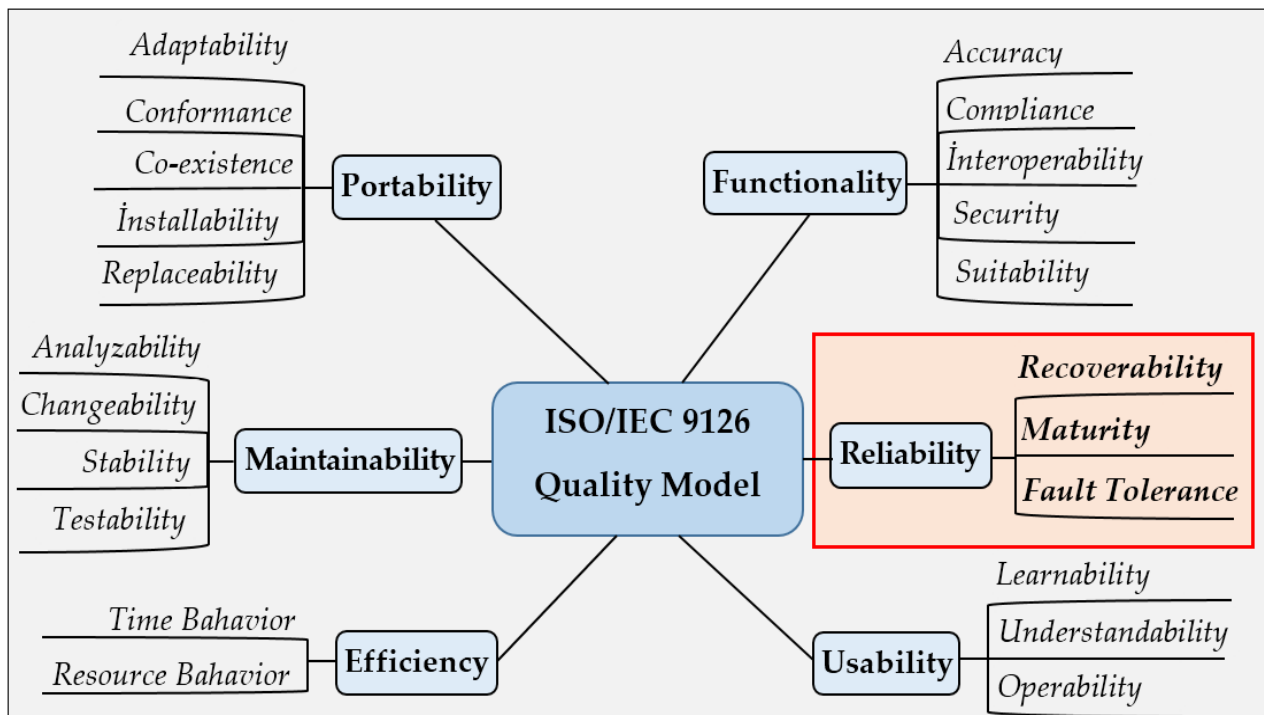 Adaptability
Conformance
Co-existence
İnstallability
Replaceability
Portability
Accuracy
Compliance
İnteroperability
Security
Suitability
Functionality
ISO/IEC 9126
Quality Model
Analyzability
Changeability
Stability
Testability
Maintainability
Recoverability
Maturity
Fault Tolerance
Reliability
Time Bahavior
Resource Bahavior
Efficiency
Learnability
Understandability
Operability
Usability